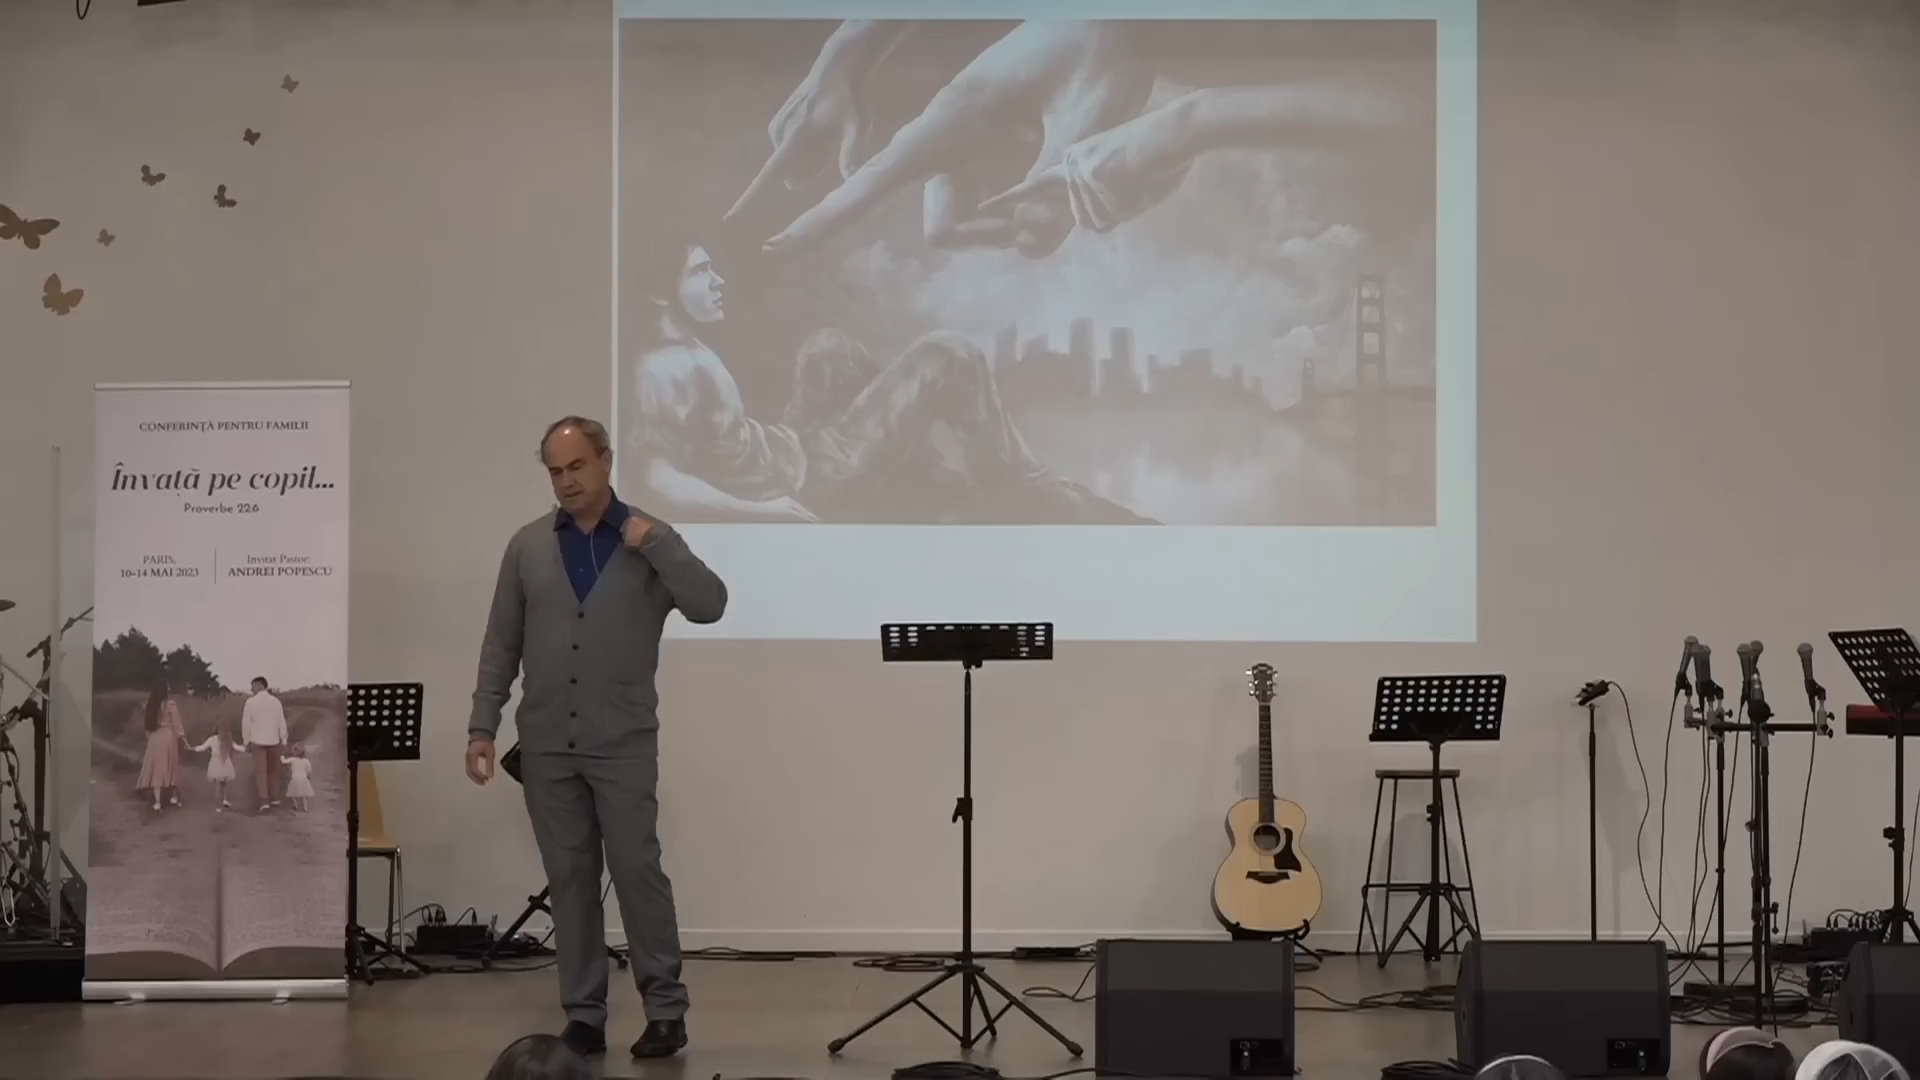 CONFERINȚĂ PENTRU FAMILII
Învață pe copil...
Proverbe 22:6
PARIS,
10–14 MAI 2023
Invitat Pastor:
ANDREI POPESCU